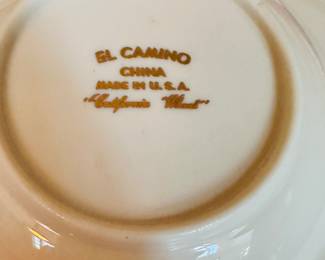 EL CAMINO
CHINA
MADE IN U.S.A.
"California Wheat"